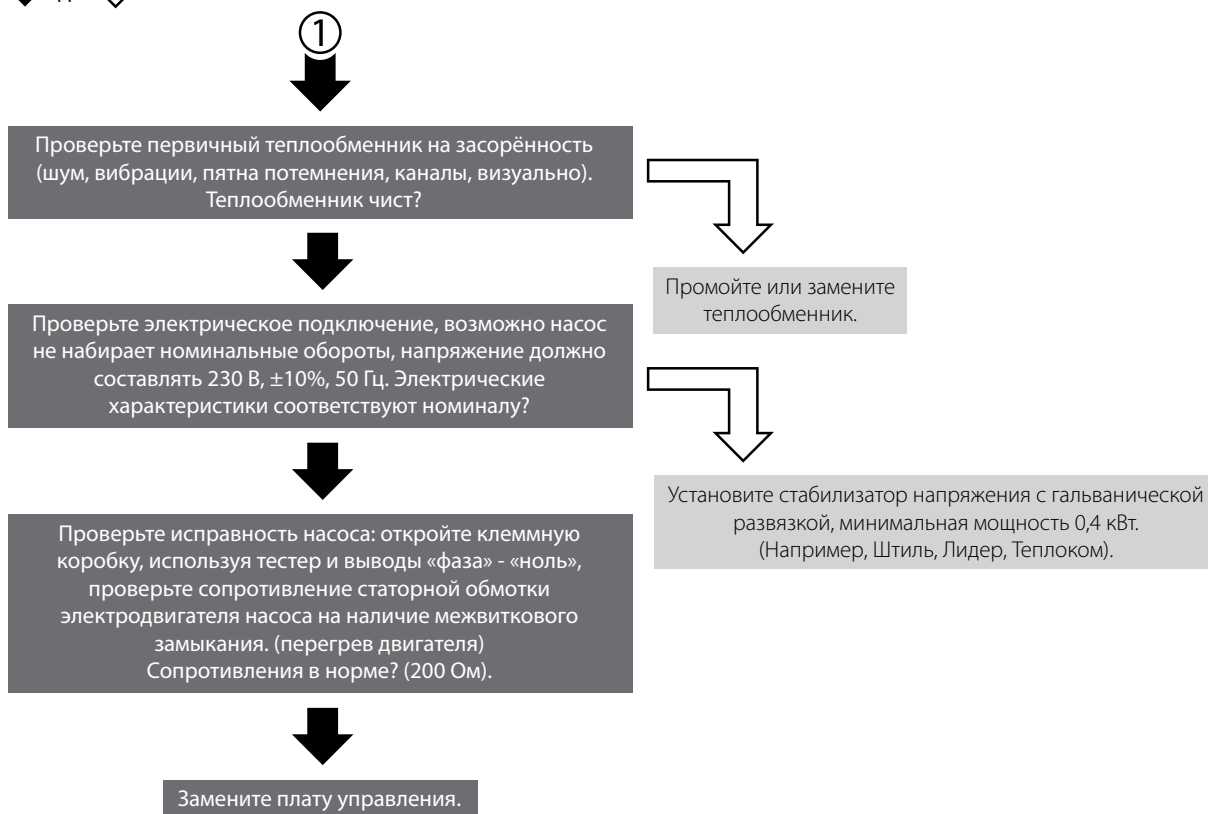 1
Проверьте первичный теплообменник на засорённость
(шум, вибрации, пятна потемнения, каналы, визуально).
Теплообменник чист?
Промойте или замените
теплообменник.
Проверьте электрическое подключение, возможно насос
не набирает номинальные обороты, напряжение должно
составлять 230 В, ±10%, 50 Гц. Электрические
характеристики соответствуют номиналу?
Установите стабилизатор напряжения с гальванической
развязкой, минимальная мощность 0,4 кВт.
(Например, Штиль, Лидер, Теплоком).
Проверьте исправность насоса: откройте клеммную
коробку, используя тестер и выводы «фаза» - «ноль»,
проверьте сопротивление статорной обмотки
электродвигателя насоса на наличие межвиткового
замыкания. (перегрев двигателя)
Сопротивления в норме? (200 Ом).
Замените плату управления.